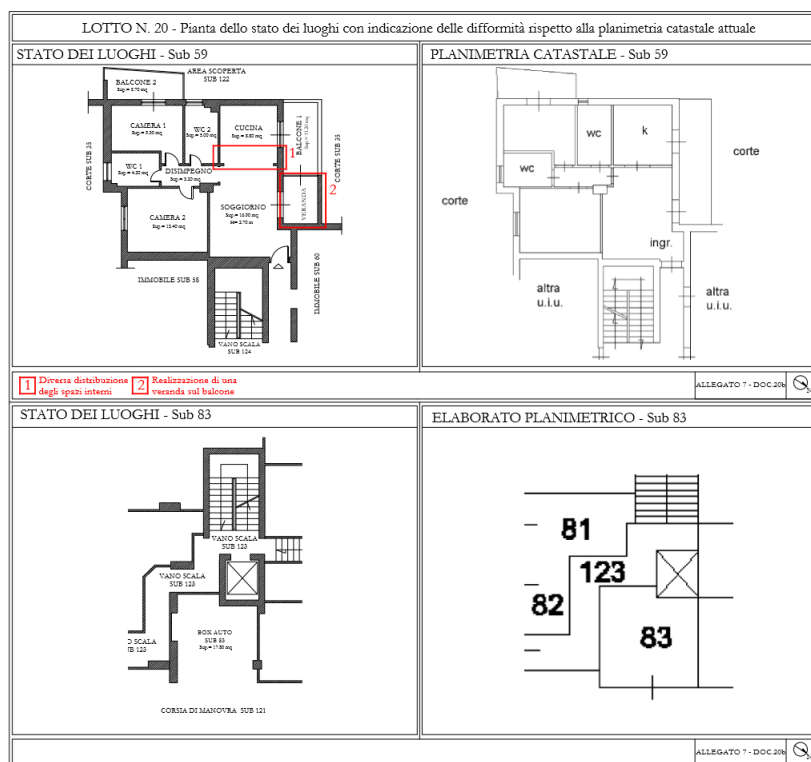 LOTTO N. 20 - Pianta dello stato dei luoghi con indicazione delle difformità rispetto alla planimetria catastale attuale
STATO DEI LUOGHI - Sub 59
AREA SCOPERTA
SUB 122
BALCONE 2
CAMERA 1
WC 2
CUCINA
BALCONE 1
CORTE SUB 35
CORTE SUB 35
1
WC 1
DISIMPEGNO
2
VERANDA
CAMERA 2
SOGGIORNO
IMMOBILE SUB 58
IMMOBILE SUB 60
VANO SCALA
SUB 124
1 Diversa distribuzione
degli spazi interni
2 Realizzazione di una
veranda sul balcone
PLANIMETRIA CATASTALE - Sub 59
wc
k
corte
wc
corte
ingr.
altra
u.i.u.
altra
u.i.u.
ALLEGATO 7 - DOC.20b
STATO DEI LUOGHI - Sub 83
VANO SCALA
SUB 123
VANO SCALA
SUB 123
O SCALA
UB 123
BOX AUTO
SUB 83
Sup.= 17.80 mq
CORSIA DI MANOVRA SUB 121
ELABORATO PLANIMETRICO - Sub 83
81
123
82
83
ALLEGATO 7 - DOC.20b